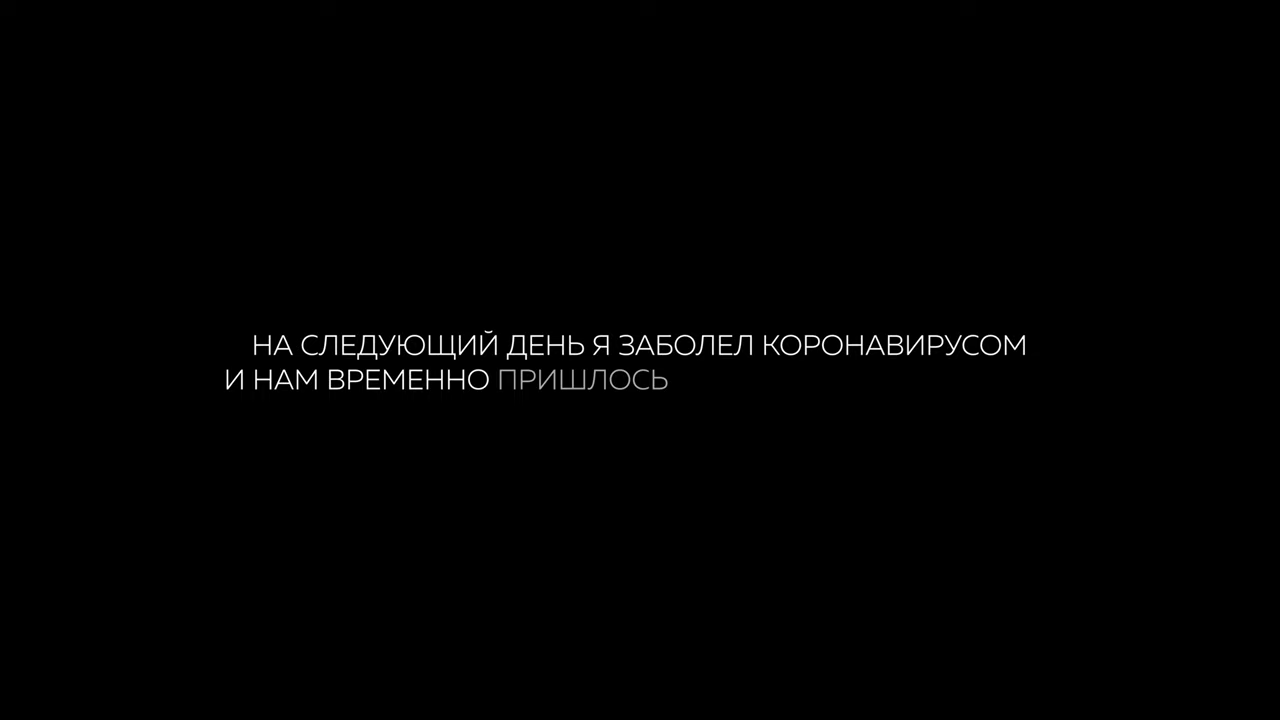 НА СЛЕДУЮЩИЙ ДЕНЬ Я ЗАБОЛЕЛ КОРОНАВИРУСОМ
И НАМ ВРЕМЕННО ПРИШЛОСЬ